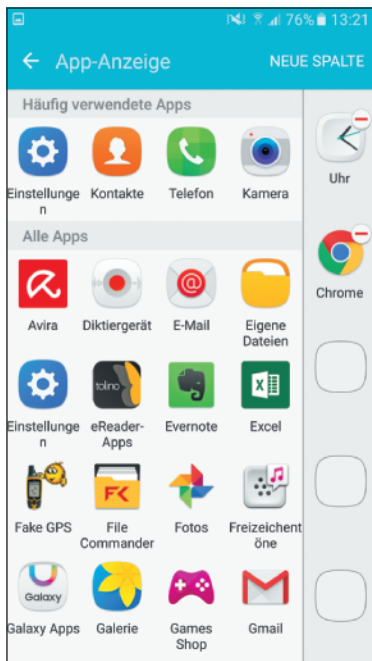 76% 13:21
App-Anzeige NEUE SPALTE
Häufig verwendete Apps
Einstellunge
n
Kontakte
Telefon
Kamera
Uhr
Alle Apps
Avira
Diktiergerät
@
E-Mail
Eigene
Dateien
Chrome
Einstellunge
n
tolino
eReader-
Apps
Evernote
X
Excel
Fake GPS
FK
File
Commander
Fotos
Freizeichent
öne
Galaxy
Galaxy Apps
Galerie
Games
Shop
M
Gmail